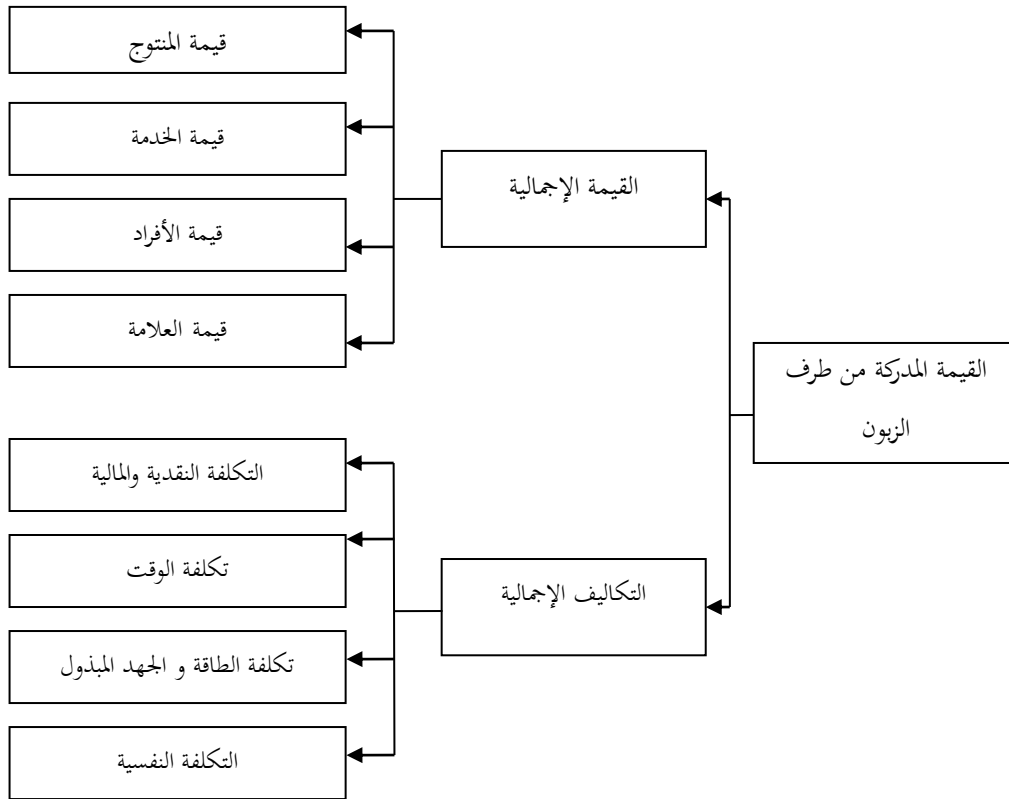 القيمة المدركة من طرف
الزبون
القيمة الإجمالية
قيمة المنتوج
قيمة الخدمة
قيمة الأفراد
قيمة العلامة
التكاليف الإجمالية
التكلفة النقدية والمالية
تكلفة الوقت
تكلفة الطاقة و الجهد المبذول
التكلفة النفسية